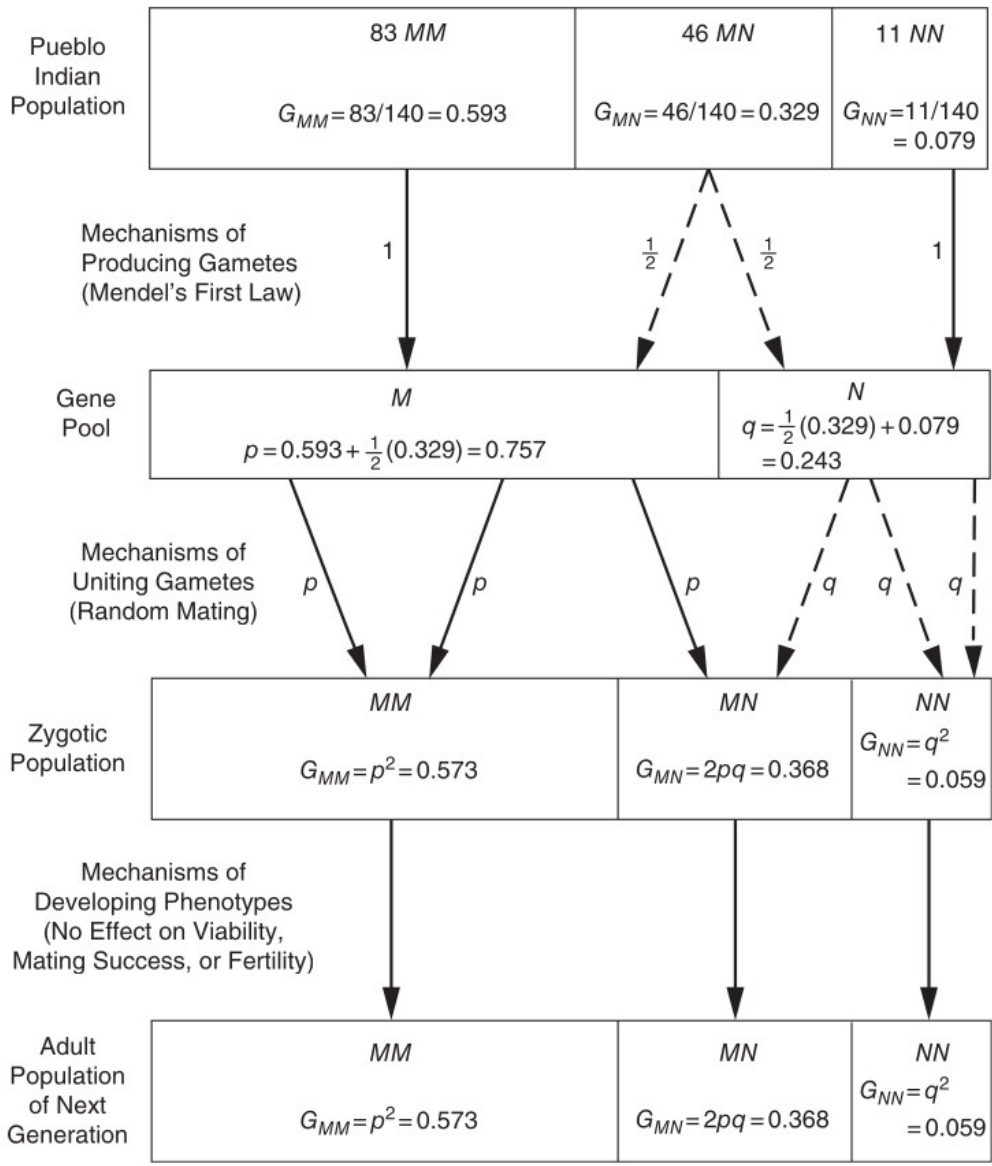 Pueblo
Indian
Population
83 MM
46 MN
11 NN
G_MM = 83/140 = 0.593
G_MN = 46/140 = 0.329
G_NN = 11/140
= 0.079
Mechanisms of
Producing Gametes
(Mendel's First Law)
1
1/2
1/2
1
Gene
Pool
M
p = 0.593 + 1/2 (0.329) = 0.757
N
q = 1/2 (0.329) + 0.079
= 0.243
Mechanisms of
Uniting Gametes
(Random Mating)
p
p
p
q
q
q
Zygotic
Population
MM
G_MM = p² = 0.573
MN
G_MN = 2pq = 0.368
NN
G_NN = q²
= 0.059
Mechanisms of
Developing Phenotypes
(No Effect on Viability,
Mating Success, or Fertility)
Adult
Population
of Next
Generation
MM
G_MM = p² = 0.573
MN
G_MN = 2pq = 0.368
NN
G_NN = q²
= 0.059